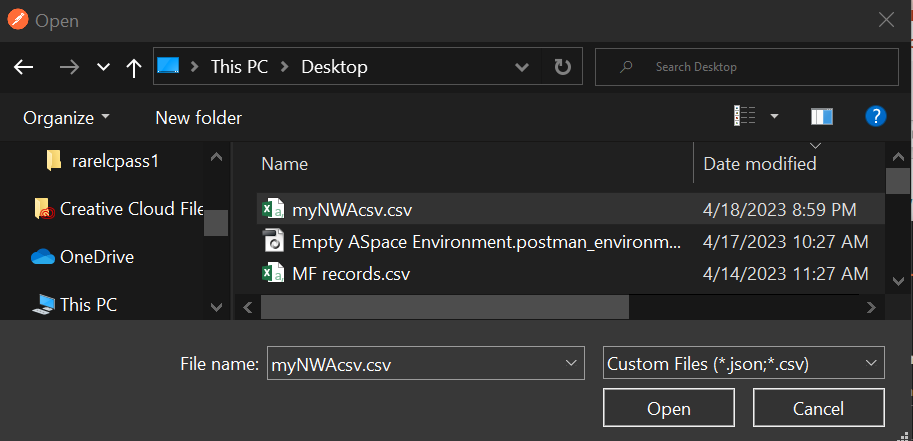 Open
This PC > Desktop
Search Desktop
Organize
New folder
?
Name
Date modified
rarelcpass1
Creative Cloud File
OneDrive
This PC
myNWAcsv.csv 4/18/2023 8:59 PM
Empty ASpace Environment.postman_environm... 4/17/2023 10:27 AM
MF records.csv 4/14/2023 11:27 AM
File name: myNWAcsv.csv
Custom Files (*.json;*.csv)
Open
Cancel